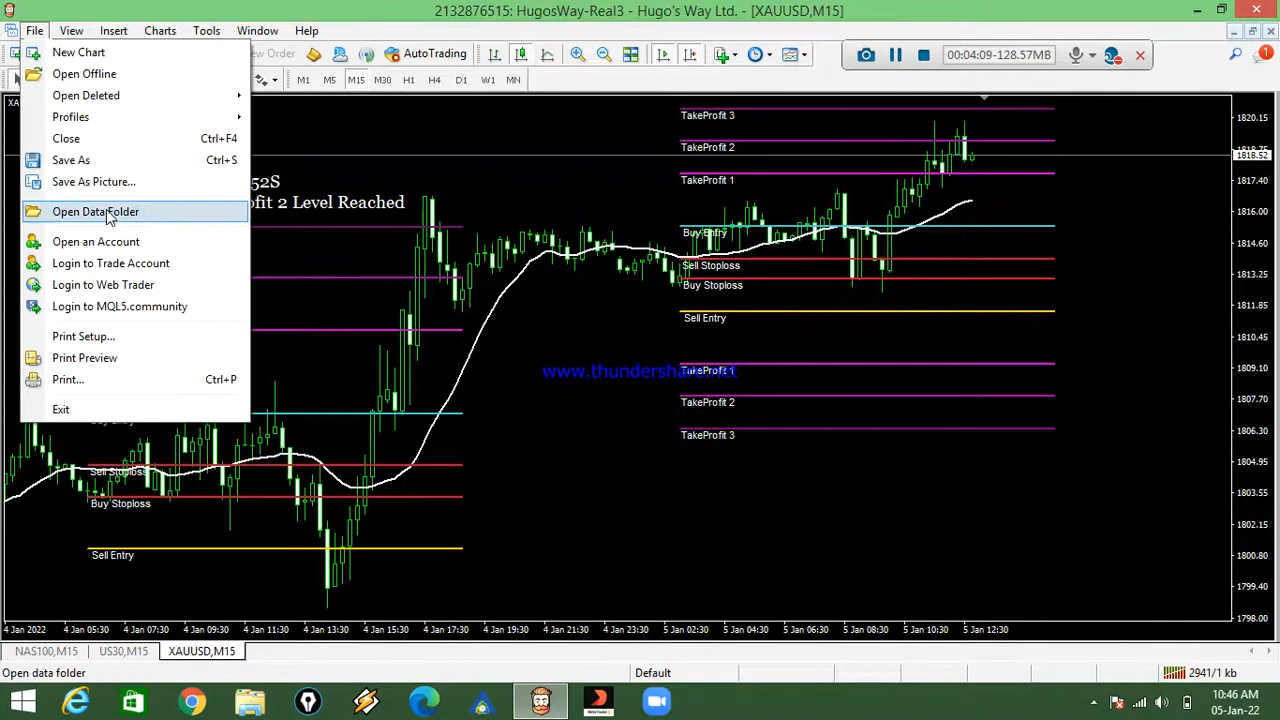 2132876515: HugosWay-Real3 - Hugo's Way Ltd. - [XAUUSD,M15]
File View Insert Charts Tools Window Help
Order AutoTrading
00:04:09-128.57MB
1
M1 M5 M15 M30 H1 H4 D1 W1 MN
New Chart
Open Offline
Open Deleted
Profiles
Close Ctrl+F4
Save As Ctrl+S
Save As Picture...
Open Data Folder
Open an Account
Login to Trade Account
Login to Web Trader
Login to MQL5.community
Print Setup...
Print Preview
Print... Ctrl+P
Exit
52S
fit 2 Level Reached
TakeProfit 3
TakeProfit 2
TakeProfit 1
Buy Entry
Sell Stoploss
Buy Stoploss
Sell Entry
TakeProfit 1
TakeProfit 2
TakeProfit 3
www.thundershare.net
Buy Entry
Sell Stoploss
Buy Stoploss
Sell Entry
1820.15
1818.52
1817.40
1816.00
1814.60
1813.25
1811.85
1810.45
1809.10
1807.70
1806.30
1804.95
1803.55
1802.15
1800.80
1799.40
1798.00
4 Jan 2022 4 Jan 05:30 4 Jan 07:30 4 Jan 09:30 4 Jan 11:30 4 Jan 13:30 4 Jan 15:30 4 Jan 17:30 4 Jan 19:30 4 Jan 21:30 4 Jan 23:30 5 Jan 02:30 5 Jan 04:30 5 Jan 06:30 5 Jan 08:30 5 Jan 10:30 5 Jan 12:30
NAS100,M15 US30,M15 XAUUSD,M15
Open data folder Default 2941/1 kb
10:46 AM
05-Jan-22